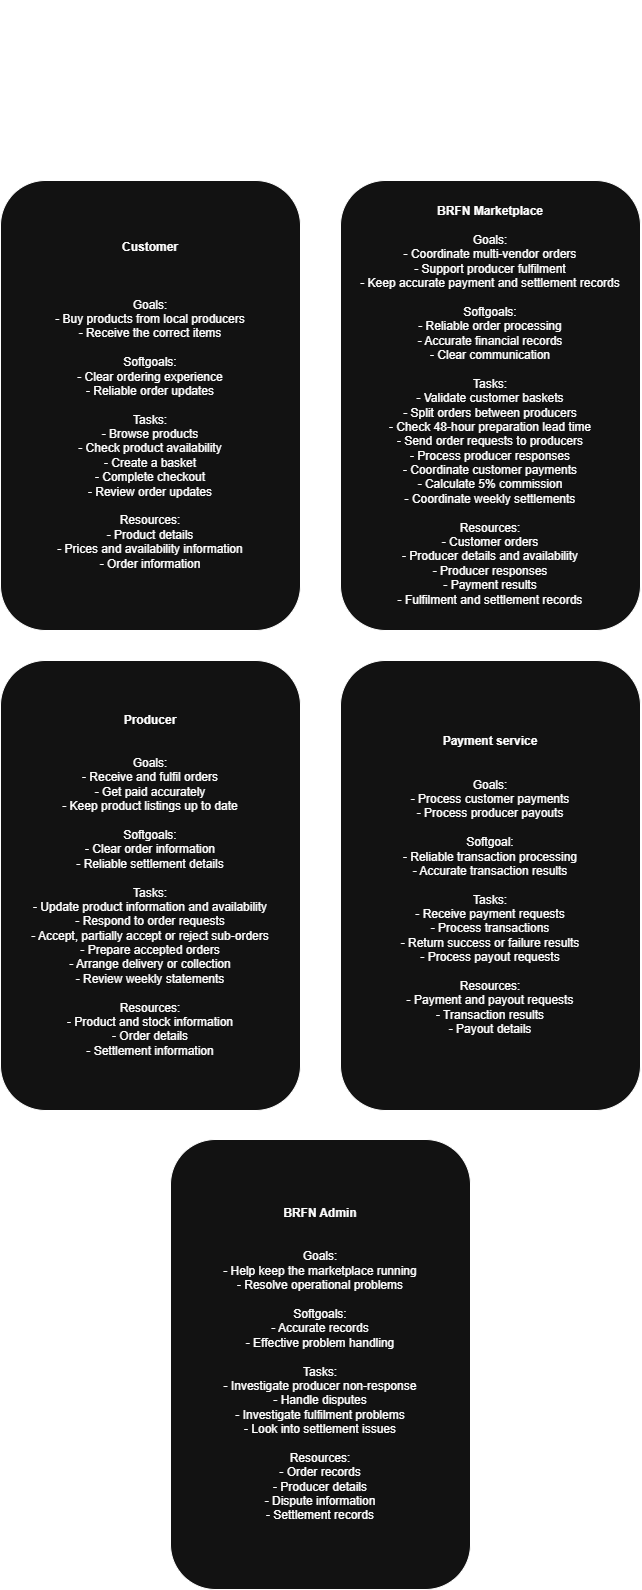 Customer
Goals:
- Buy products from local producers
- Receive the correct items
Softgoals:
- Clear ordering experience
- Reliable order updates
Tasks:
- Browse products
- Check product availability
- Create a basket
- Complete checkout
- Review order updates
Resources:
- Product details
- Prices and availability information
- Order information
BRFN Marketplace
Goals:
- Coordinate multi-vendor orders
- Support producer fulfilment
- Keep accurate payment and settlement records
Softgoals:
- Reliable order processing
- Accurate financial records
- Clear communication
Tasks:
- Validate customer baskets
- Split orders between producers
- Check 48-hour preparation lead time
- Send order requests to producers
- Process producer responses
- Coordinate customer payments
- Calculate 5% commission
- Coordinate weekly settlements
Resources:
- Customer orders
- Producer details and availability
- Producer responses
- Payment results
- Fulfilment and settlement records
Producer
Goals:
- Receive and fulfil orders
- Get paid accurately
- Keep product listings up to date
Softgoals:
- Clear order information
- Reliable settlement details
Tasks:
- Update product information and availability
- Respond to order requests
- Accept, partially accept or reject sub-orders
- Prepare accepted orders
- Arrange delivery or collection
- Review weekly statements
Resources:
- Product and stock information
- Order details
- Settlement information
Payment service
Goals:
- Process customer payments
- Process producer payouts
Softgoal:
- Reliable transaction processing
- Accurate transaction results
Tasks:
- Receive payment requests
- Process transactions
- Return success or failure results
- Process payout requests
Resources:
- Payment and payout requests
- Transaction results
- Payout details
BRFN Admin
Goals:
- Help keep the marketplace running
- Resolve operational problems
Softgoals:
- Accurate records
- Effective problem handling
Tasks:
- Investigate producer non-response
- Handle disputes
- Investigate fulfilment problems
- Look into settlement issues
Resources:
- Order records
- Producer details
- Dispute information
- Settlement records